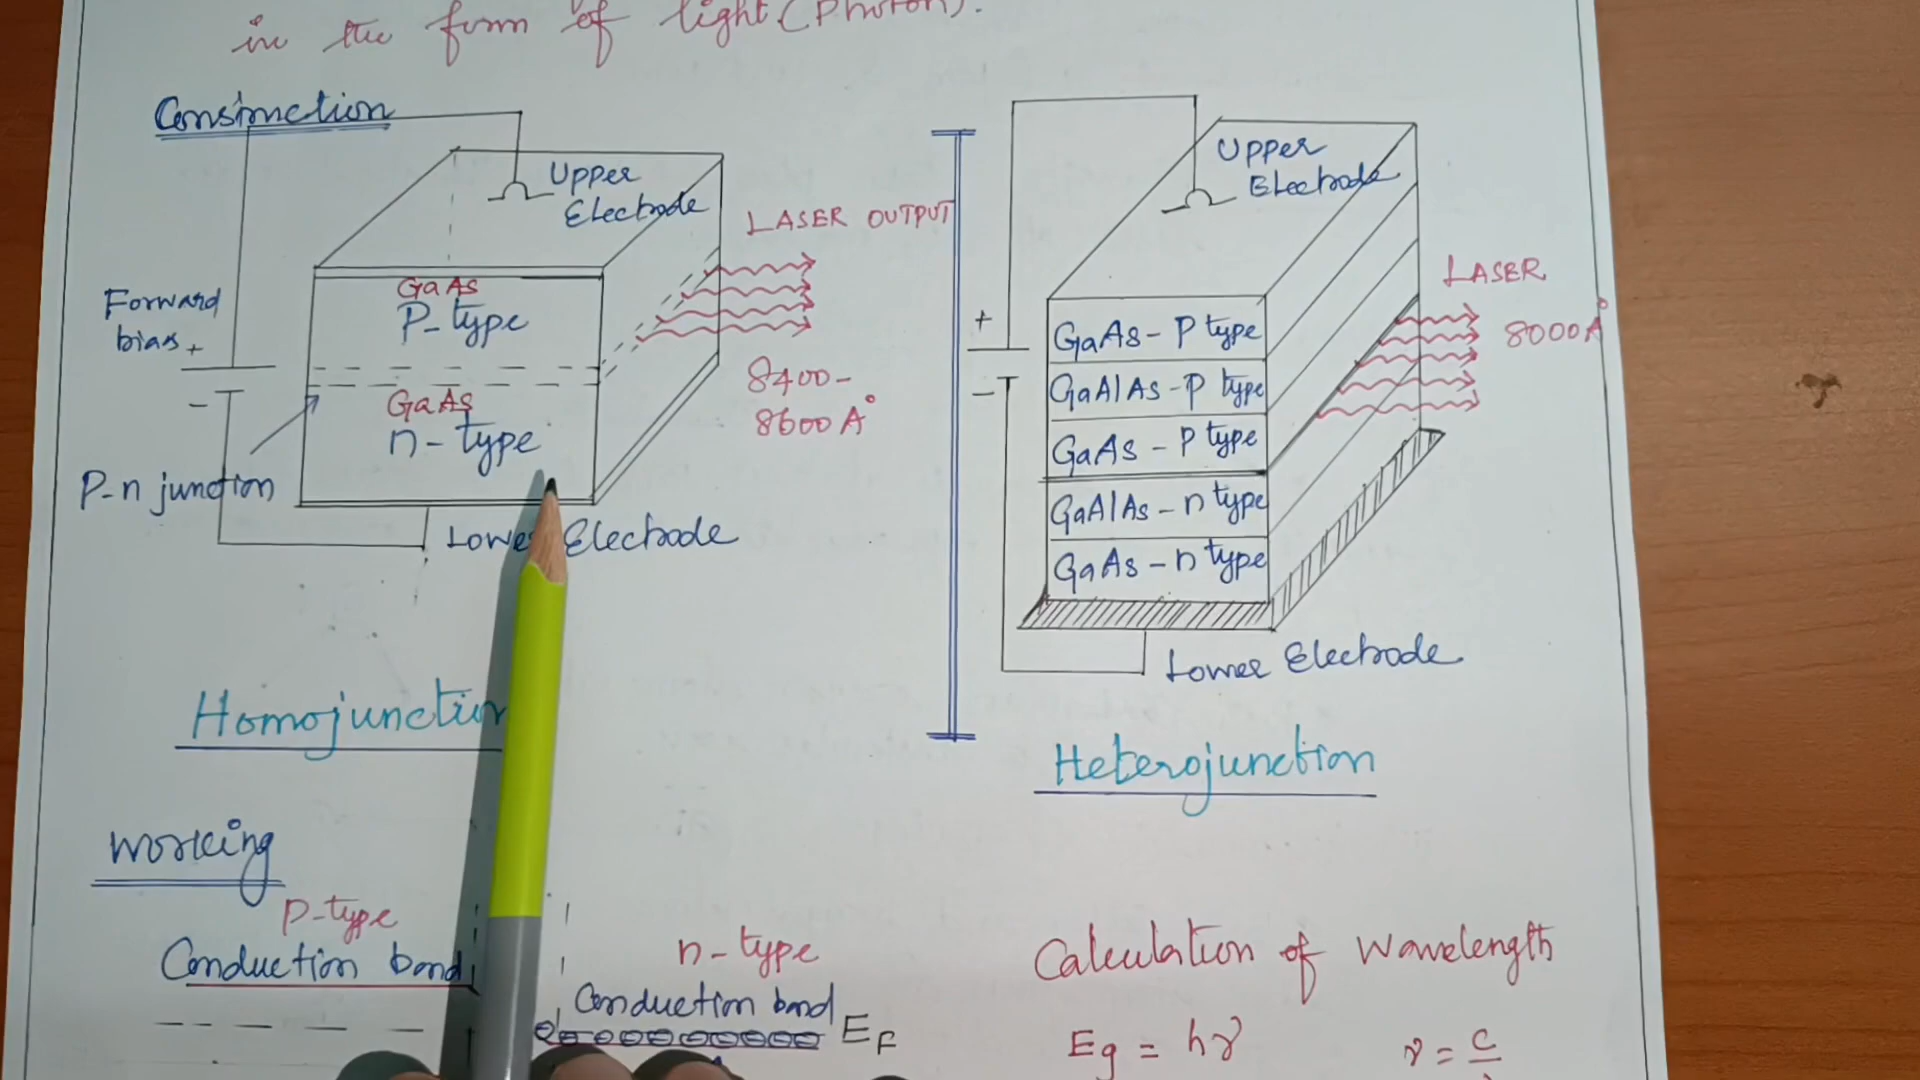 in the form of light (Photon).
Construction
Upper
Electrode
LASER OUTPUT
GaAs
P-type
Forward
bias +
-
GaAs
n-type
8400-
8600 A°
P-n junction
Lower Electrode
Homojunction
Upper
Electrode
LASER
8000 A°
+
-
GaAs - P type
GaAlAs - p type
GaAs - P type
GaAlAs - n type
GaAs - n type
Lower Electrode
Heterojunction
Working
P-type
Conduction band
n-type
Conduction band
EF
Calculation of Wavelength
Eg = hν
ν = c